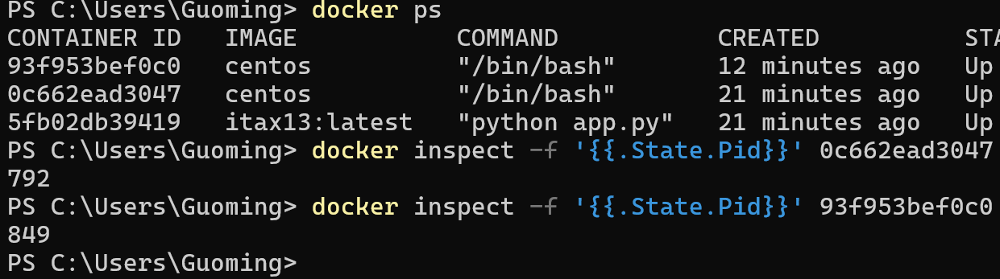 PS C:\Users\Guoming> docker ps
CONTAINER ID   IMAGE           COMMAND          CREATED          STA
93f953bef0c0   centos          "/bin/bash"      12 minutes ago   Up
0c662ead3047   centos          "/bin/bash"      21 minutes ago   Up
5fb02db39419   itax13:latest   "python app.py"   21 minutes ago   Up
PS C:\Users\Guoming> docker inspect -f '{{.State.Pid}}' 0c662ead3047
792
PS C:\Users\Guoming> docker inspect -f '{{.State.Pid}}' 93f953bef0c0
849
PS C:\Users\Guoming>